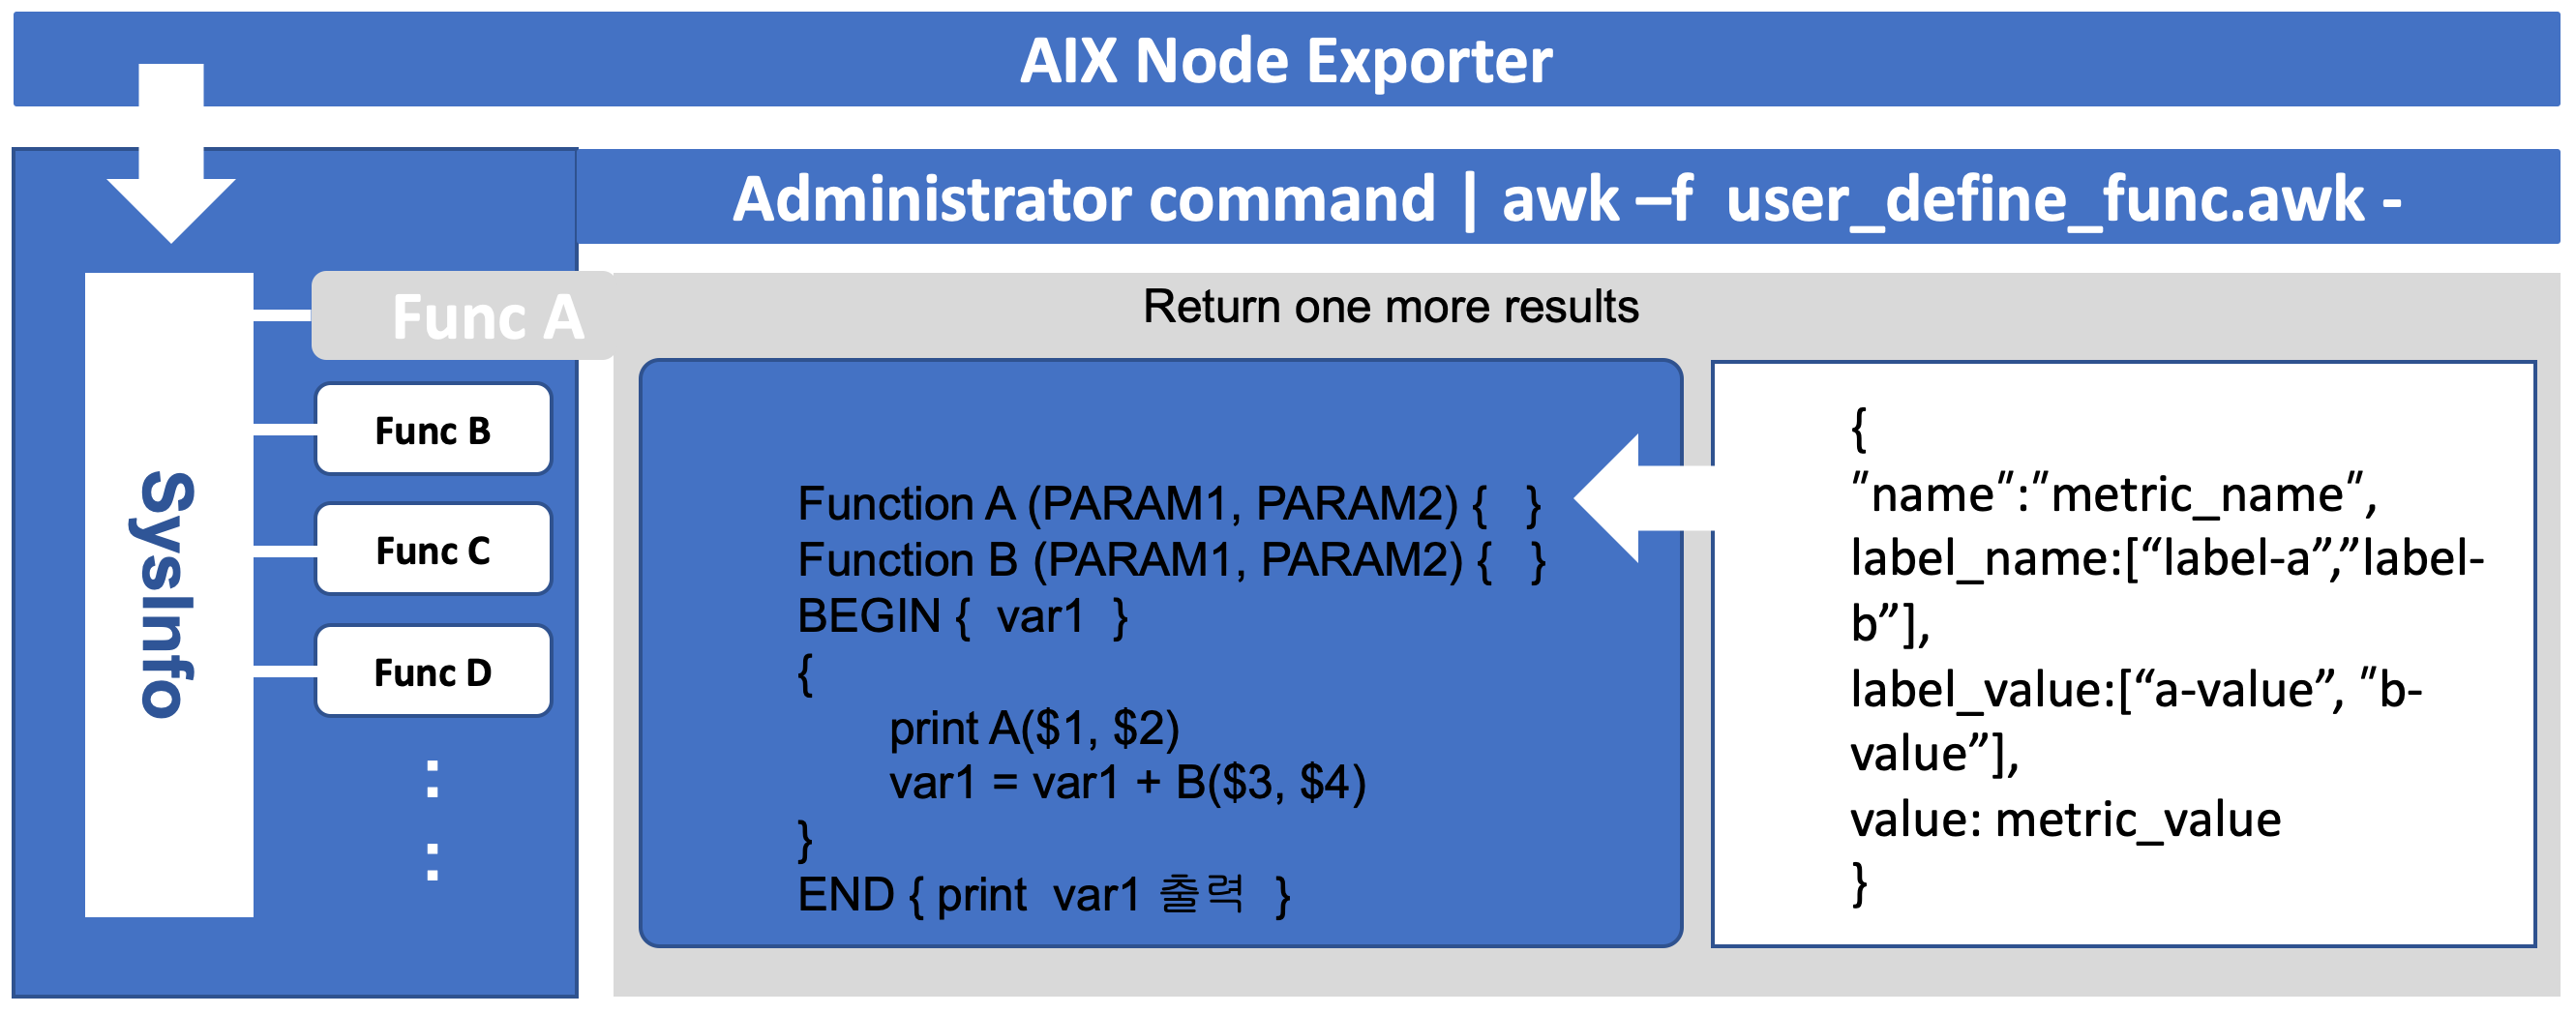 AIX Node Exporter
Administrator command | awk –f  user_define_func.awk -
SysInfo
Func A
Func B
Func C
Func D
:
:
Return one more results
Function A (PARAM1, PARAM2) {   }
Function B (PARAM1, PARAM2) {   }
BEGIN {  var1  }
{
print A($1, $2)
var1 = var1 + B($3, $4)
}
END { print  var1 출력  }
{
"name":"metric_name",
label_name:[“label-a”,”label-
b”],
label_value:[“a-value”, "b-
value”],
value: metric_value
}